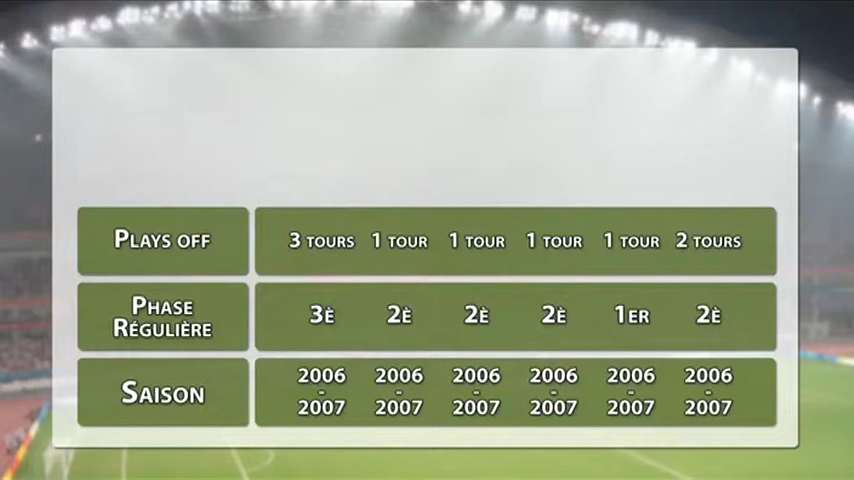 PLAYS OFF 3 TOURS 1 TOUR 1 TOUR 1 TOUR 1 TOUR 2 TOURS
PHASE
RÉGULIÈRE 3È 2È 2È 2È 1ER 2È
SAISON
2006 2006 2006 2006 2006 2006
- - - - - -
2007 2007 2007 2007 2007 2007